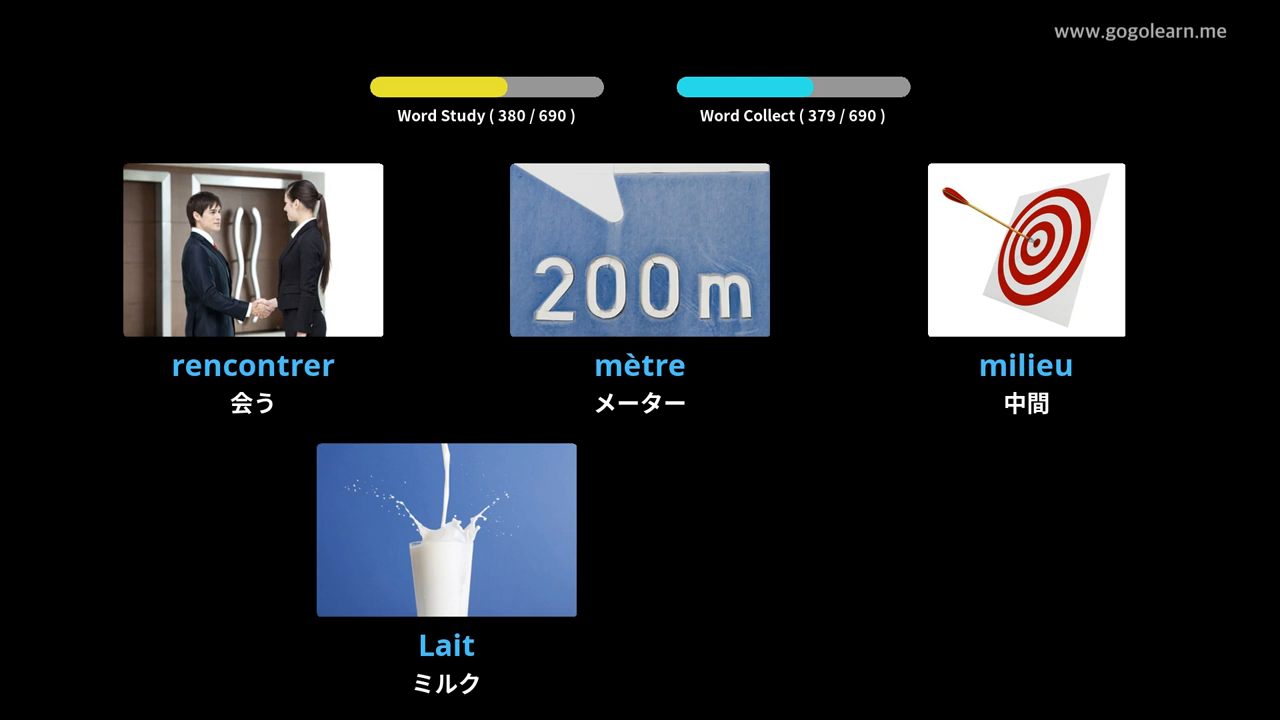 www.gogolearn.me
Word Study ( 380 / 690 )
Word Collect ( 379 / 690 )
200 m
rencontrer
会う
mètre
メーター
milieu
中間
Lait
ミルク